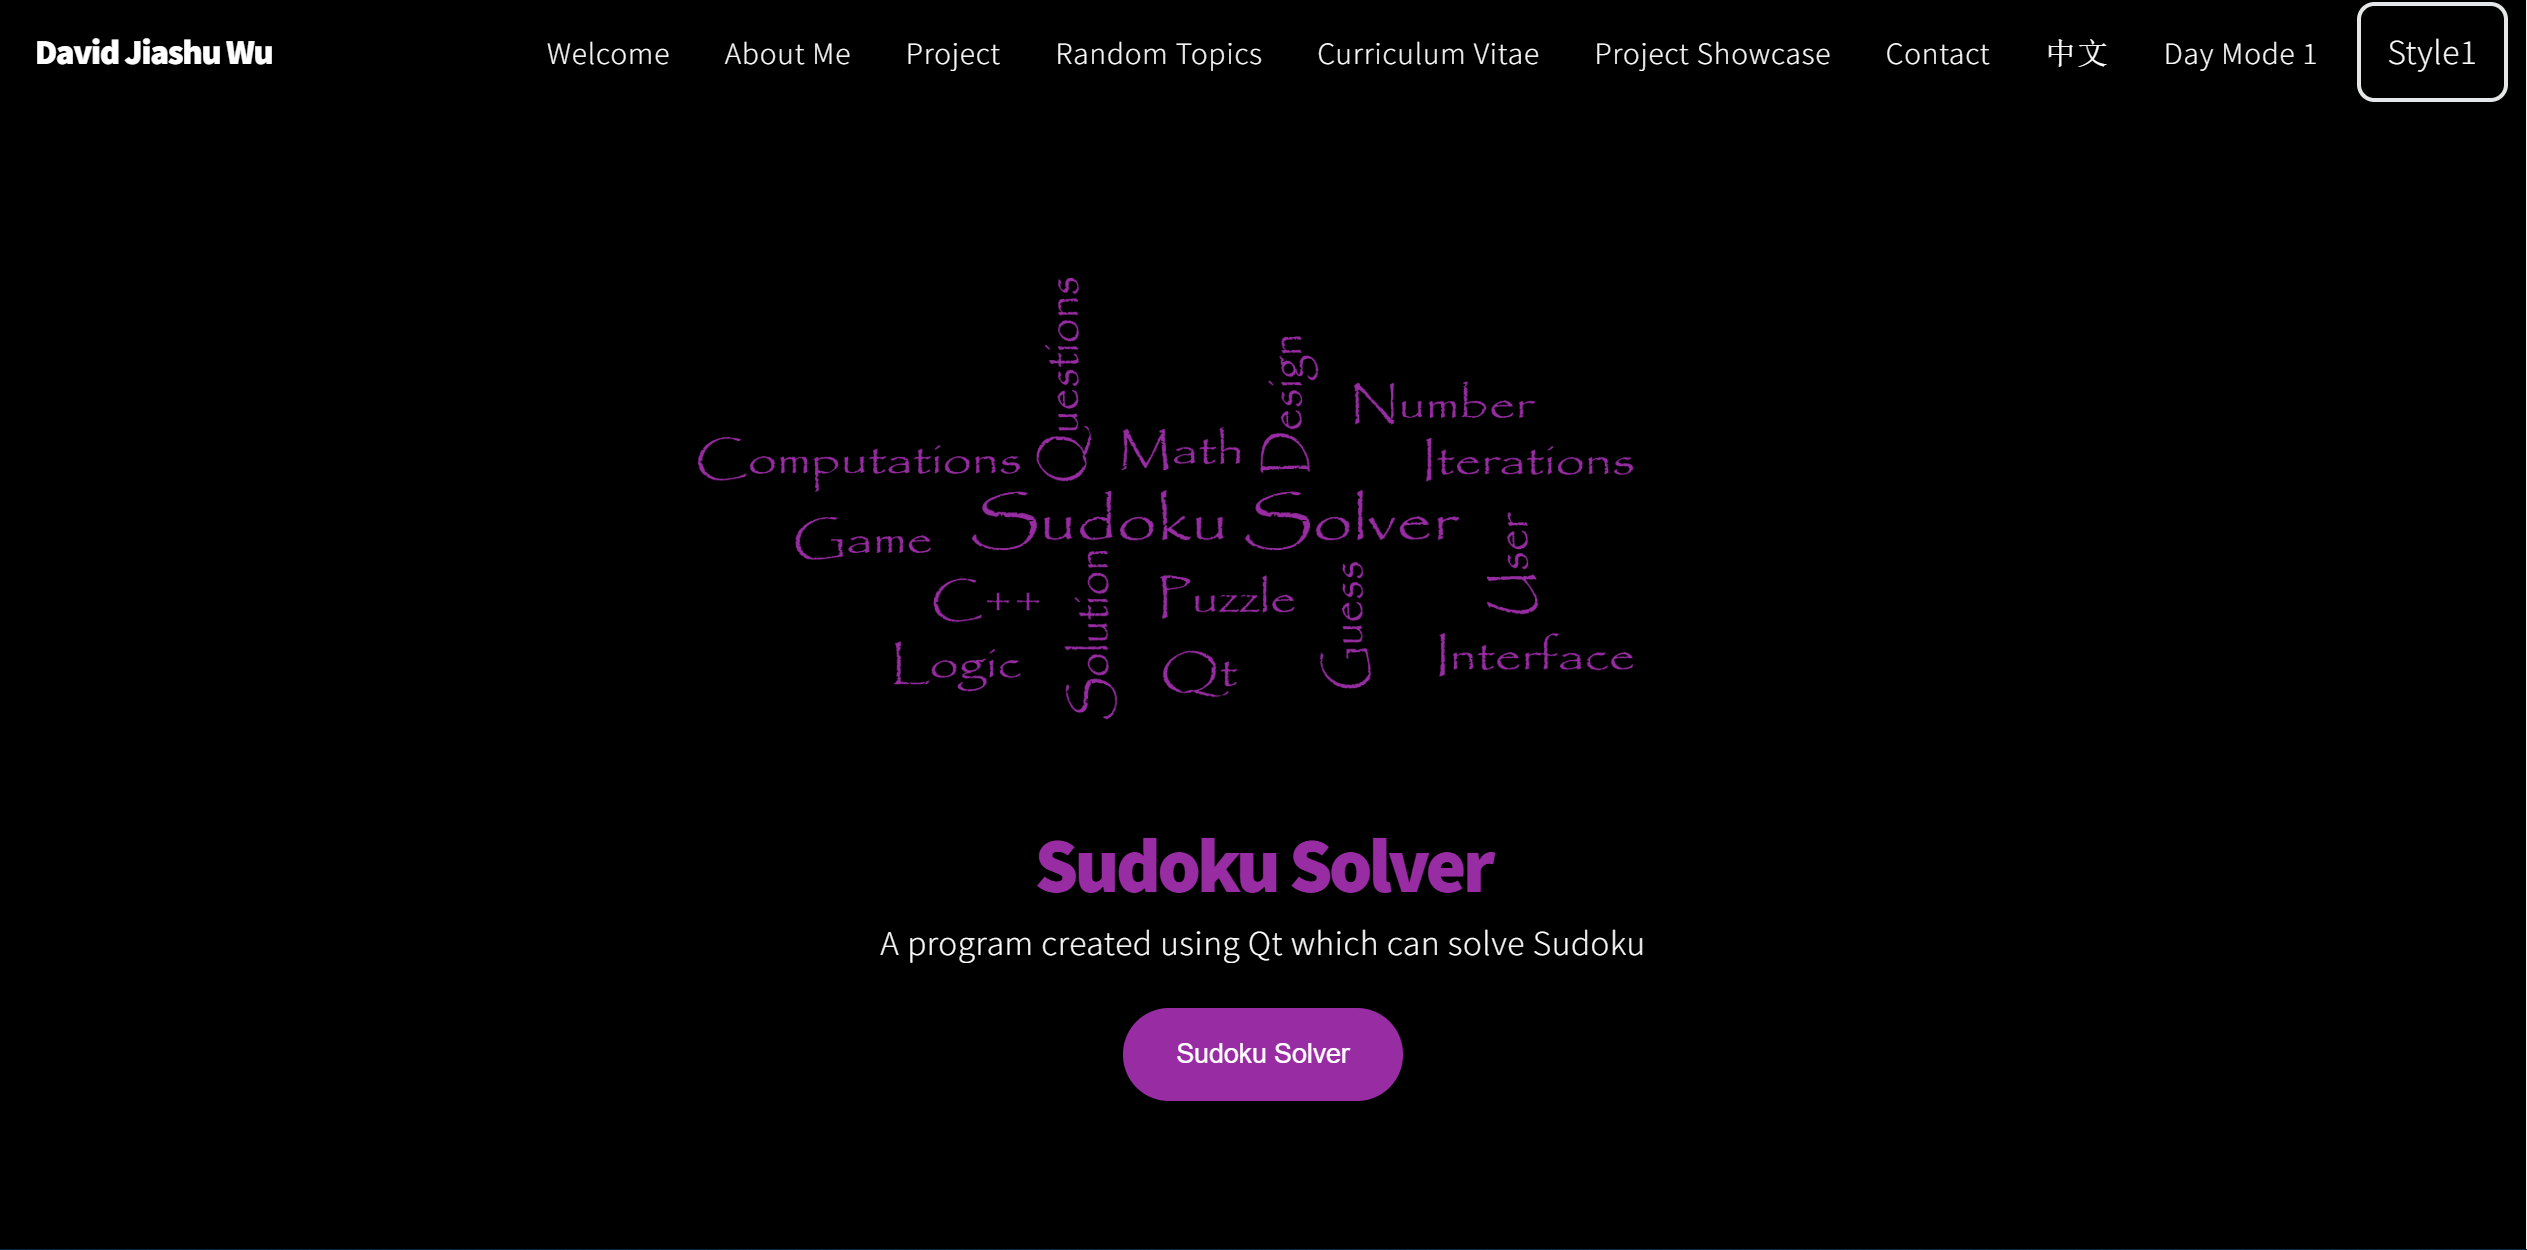 David Jiashu Wu
Welcome
About Me
Project
Random Topics
Curriculum Vitae
Project Showcase
Contact
中文
Day Mode 1
Style1
Questions
Design
Number
Computations
Math
Iterations
Sudoku Solver
Game
User
C++
Solution
Puzzle
Guess
Logic
Qt
Interface
Sudoku Solver
A program created using Qt which can solve Sudoku
Sudoku Solver